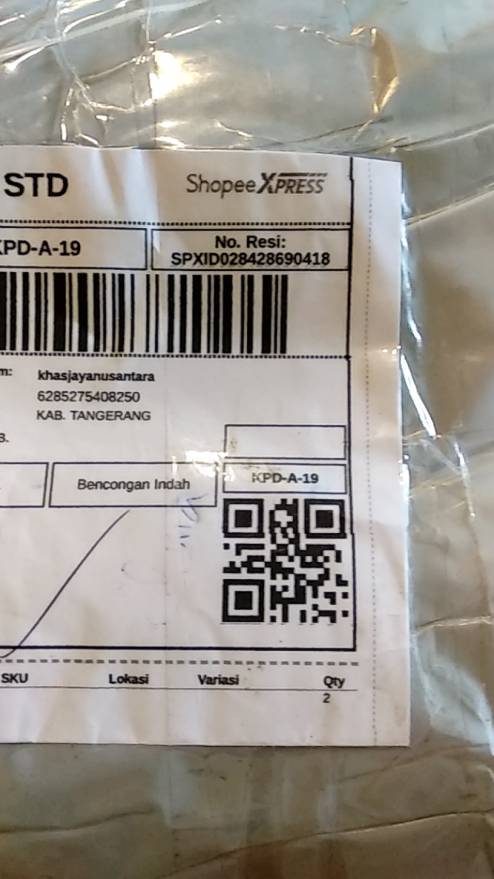 STD
Shopee XPRESS
KPD-A-19
No. Resi:
SPXID028428690418
khasjayanusantara
6285275408250
KAB. TANGERANG
Bencongan Indah
KPD-A-19
SKU Lokasi Variasi Qty
2